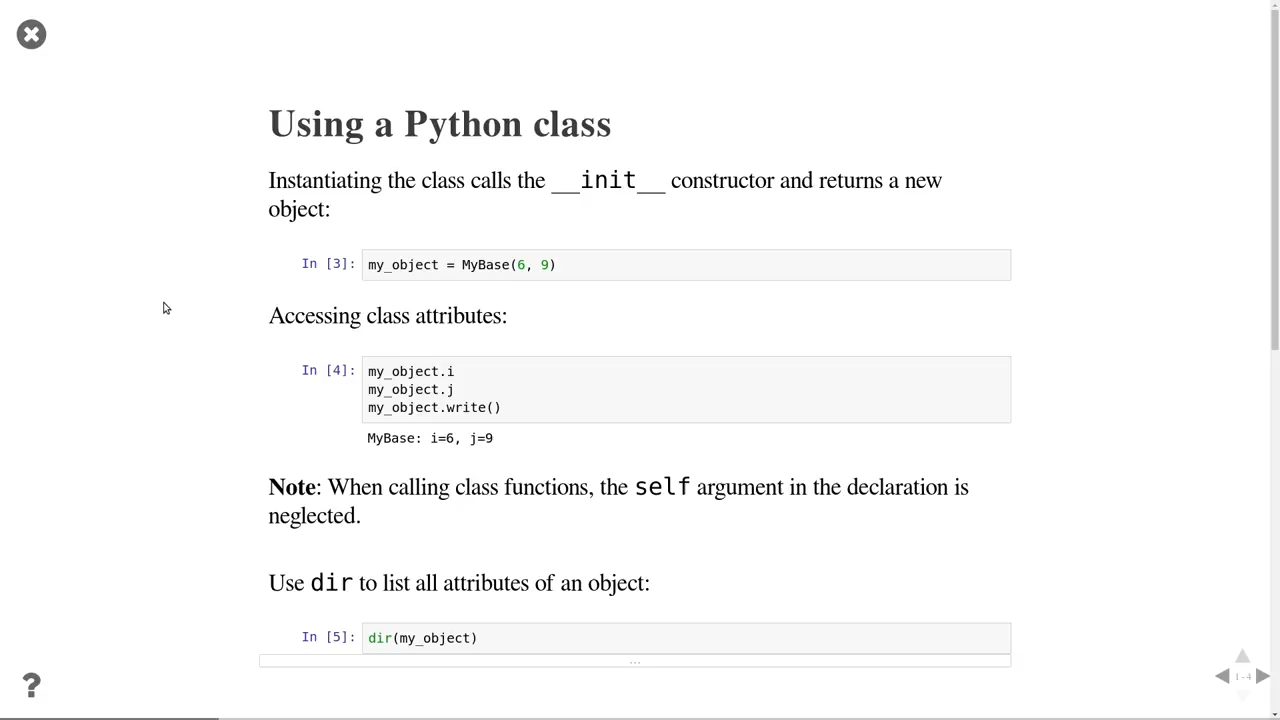 Using a Python class
Instantiating the class calls the __init__ constructor and returns a new
object:
In [3]: my_object = MyBase(6, 9)
Accessing class attributes:
In [4]: my_object.i
my_object.j
my_object.write()
MyBase: i=6, j=9
Note: When calling class functions, the self argument in the declaration is
neglected.
Use dir to list all attributes of an object:
In [5]: dir(my_object)
...
?
1-4